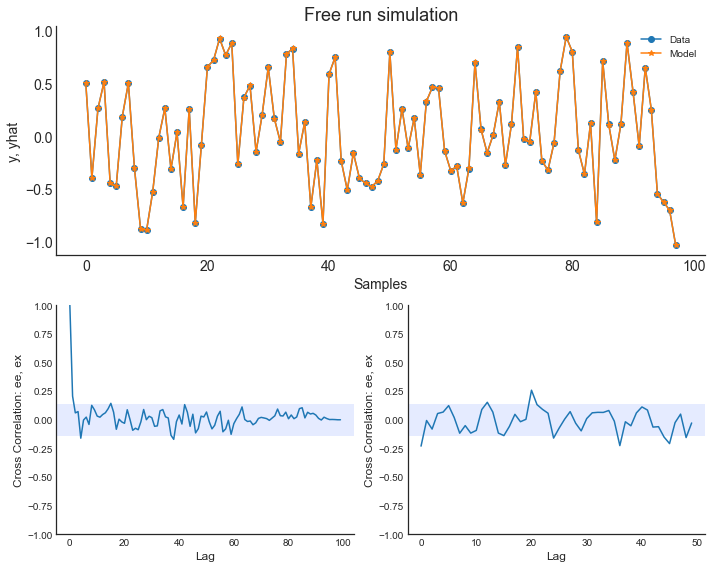 Free run simulation
1.0
0.5
0.0
−0.5
−1.0
y, yhat
Data
Model
0 20 40 60 80 100
Samples
1.00
0.75
0.50
0.25
0.00
−0.25
−0.50
−0.75
−1.00
Cross Correlation: ee, ex
0 20 40 60 80 100
Lag
1.00
0.75
0.50
0.25
0.00
−0.25
−0.50
−0.75
−1.00
Cross Correlation: ee, ex
0 10 20 30 40 50
Lag